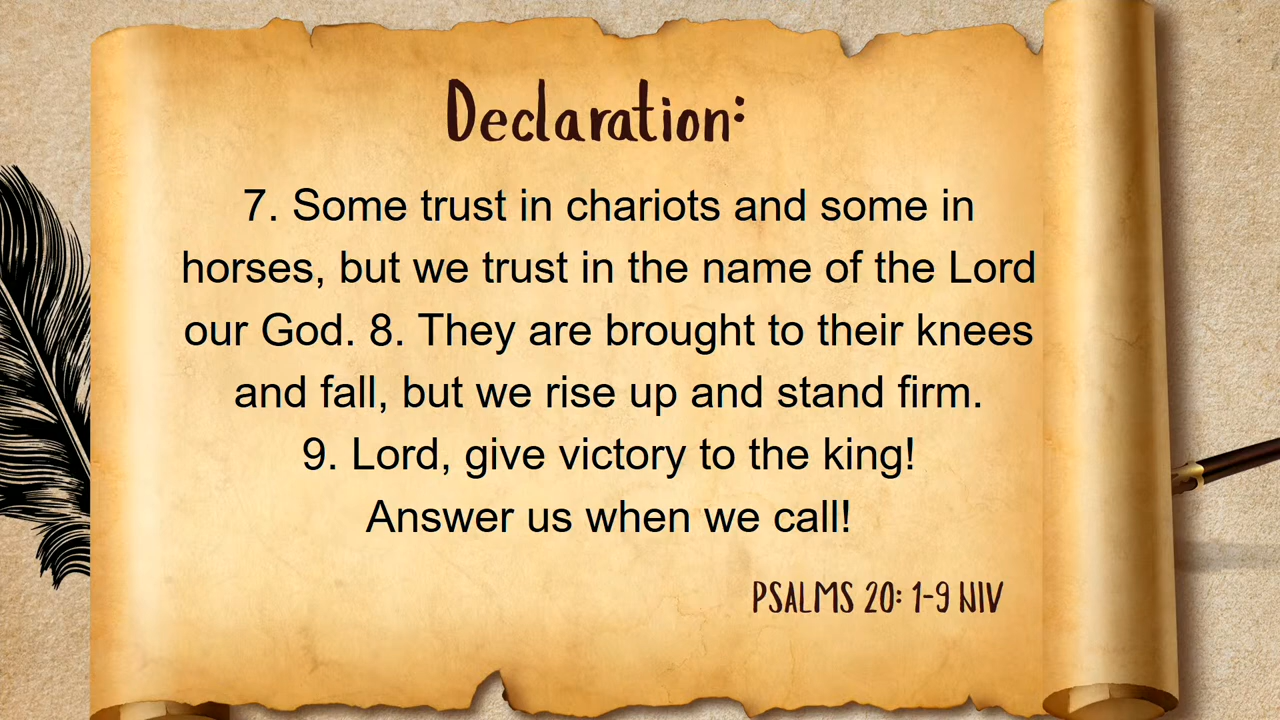 Declaration:
7. Some trust in chariots and some in
horses, but we trust in the name of the Lord
our God. 8. They are brought to their knees
and fall, but we rise up and stand firm.
9. Lord, give victory to the king!
Answer us when we call!
PSALMS 20: 1-9 NIV